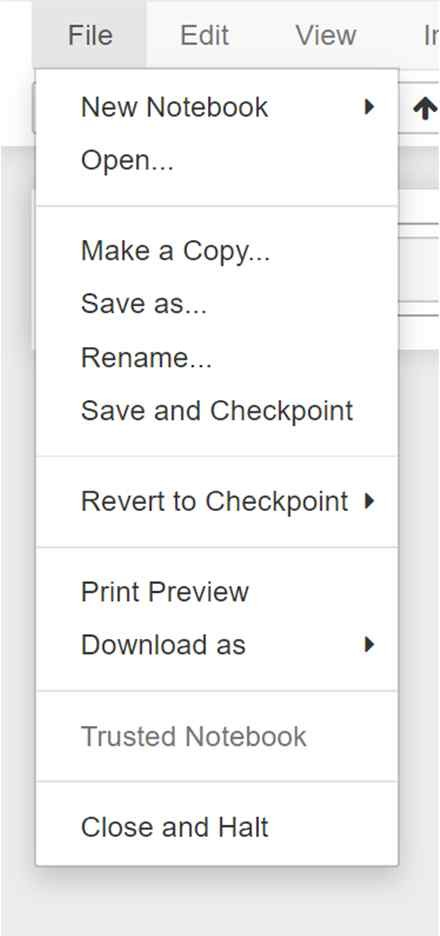 File Edit View
New Notebook
Open...
Make a Copy...
Save as...
Rename...
Save and Checkpoint
Revert to Checkpoint
Print Preview
Download as
Trusted Notebook
Close and Halt